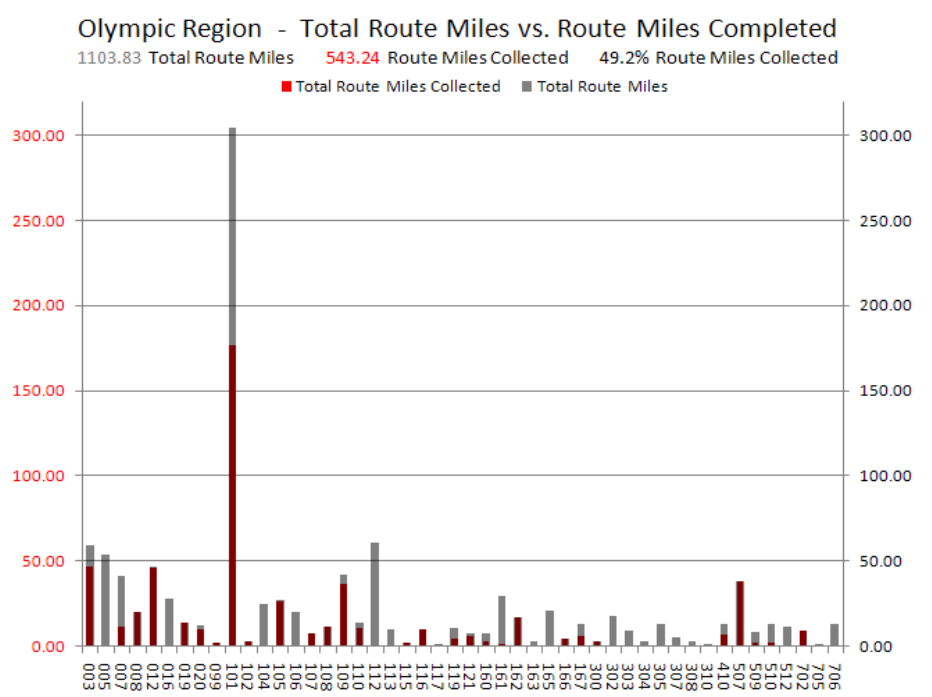 Olympic Region - Total Route Miles vs. Route Miles Completed
1103.83 Total Route Miles 543.24 Route Miles Collected 49.2% Route Miles Collected
Total Route Miles Collected Total Route Miles
300.00 300.00
250.00 250.00
200.00 200.00
150.00 150.00
100.00 100.00
50.00 50.00
0.00 0.00
003 005 007 008 012 016 019 020 099 101 102 104 105 106 107 108 109 110 112 113 115 116 117 119 121 160 161 162 163 165 166 167 300 302 303 304 305 307 308 310 410 507 509 510 512 702 705 706